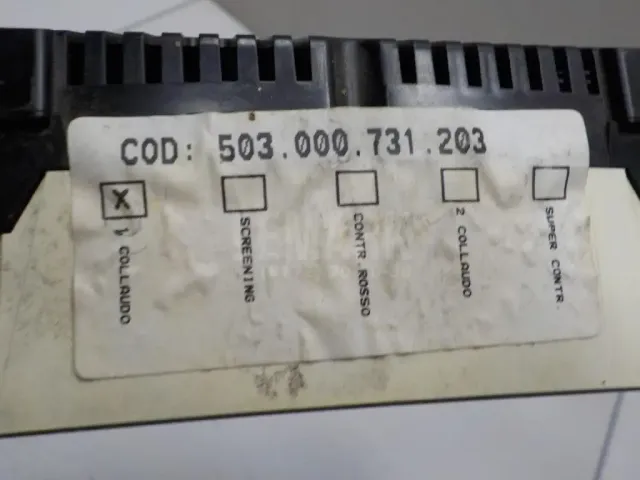 COD: 503.000.731.203
X
1 COLLAUDO
SCREENING
CONTR.ROSSO
2 COLLAUDO
SUPER CONTR.